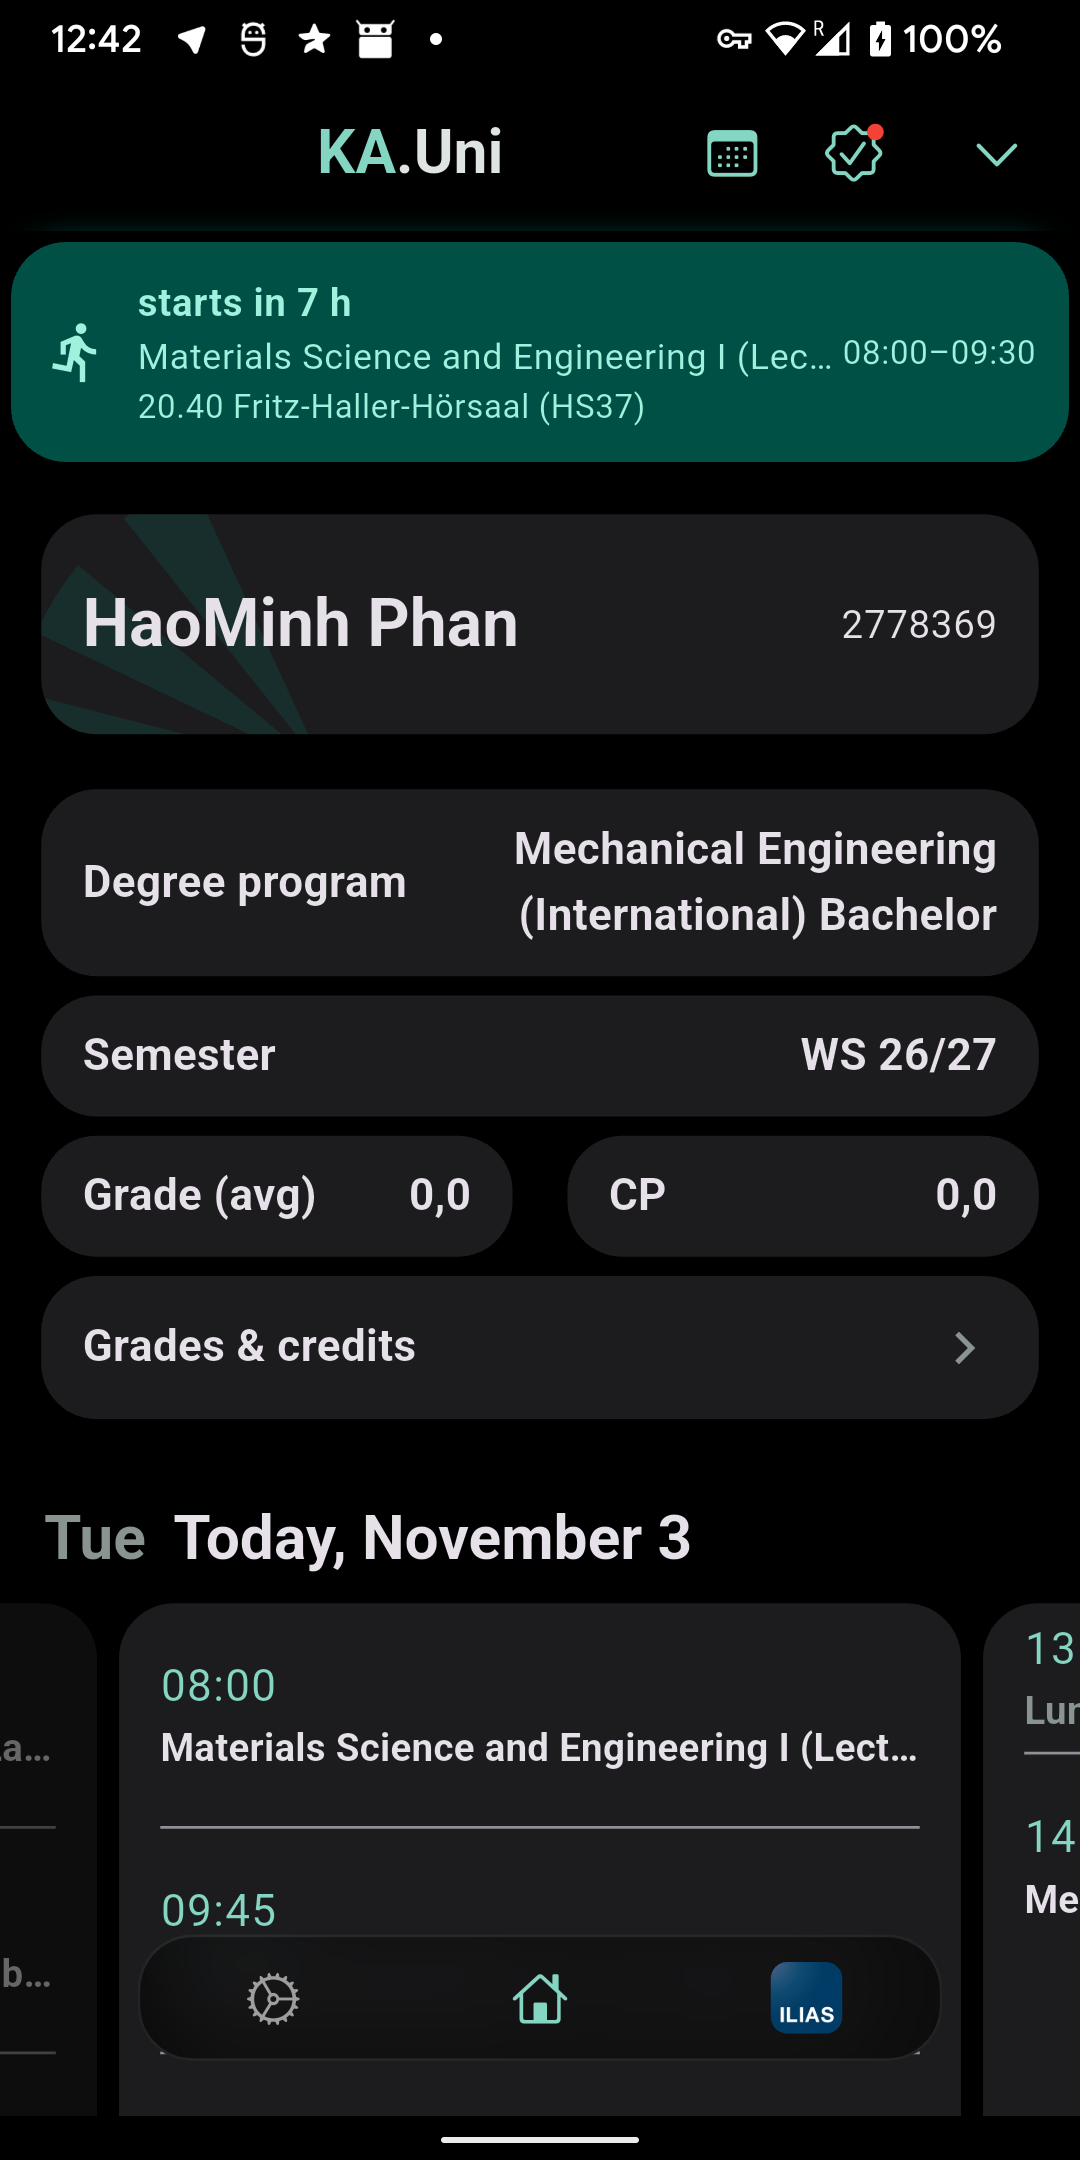 12:42
R
100%
KA.Uni
starts in 7 h
Materials Science and Engineering I (Lec...
08:00–09:30
20.40 Fritz-Haller-Hörsaal (HS37)
HaoMinh Phan
2778369
Degree program
Mechanical Engineering
(International) Bachelor
Semester
WS 26/27
Grade (avg)
0,0
CP
0,0
Grades & credits
Tue Today, November 3
a...
b...
08:00
Materials Science and Engineering I (Lect...
09:45
13
Lur
14
Me
ILIAS